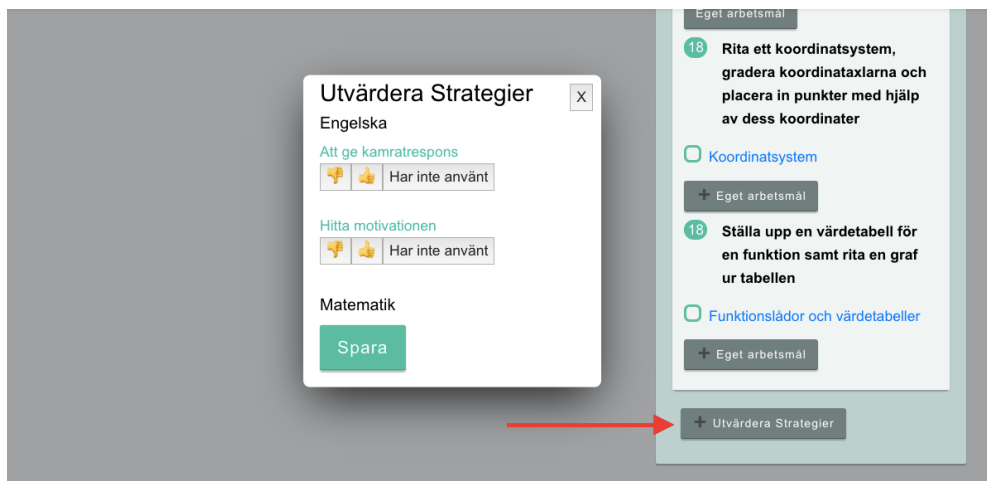 Utvärdera Strategier
X
Engelska
Att ge kamratrespons
Har inte använt
Hitta motivationen
Har inte använt
Matematik
Spara
Eget arbetsmål
18 Rita ett koordinatsystem,
gradera koordinataxlarna och
placera in punkter med hjälp
av dess koordinater
Koordinatsystem
+ Eget arbetsmål
18 Ställa upp en värdetabell för
en funktion samt rita en graf
ur tabellen
Funktionslådor och värdetabeller
+ Eget arbetsmål
+ Utvärdera Strategier